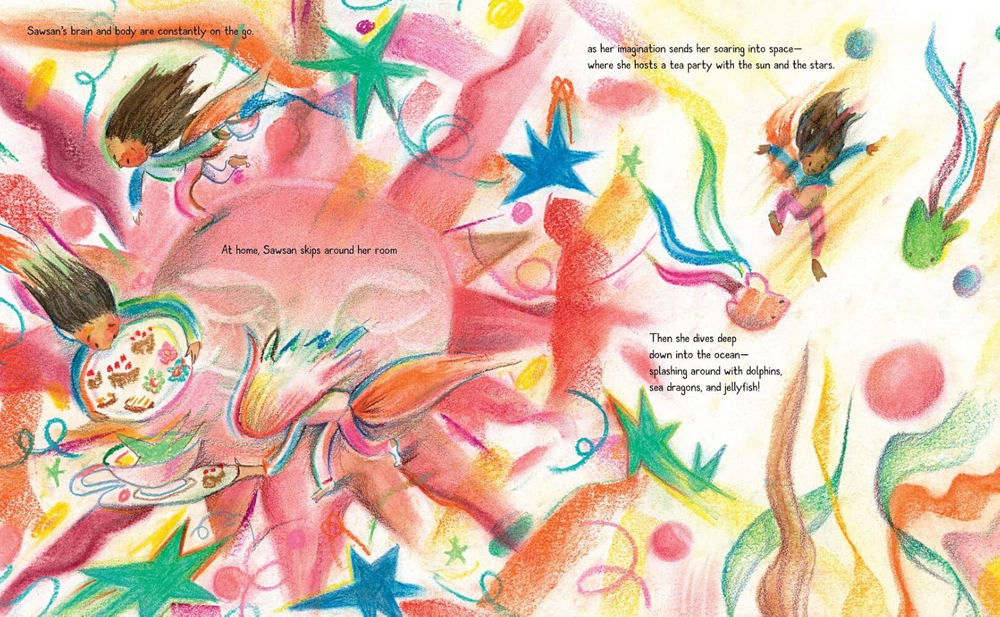 Sawsan's brain and body are constantly on the go.
At home, Sawsan skips around her room
as her imagination sends her soaring into space—
where she hosts a tea party with the sun and the stars.
Then she dives deep
down into the ocean—
splashing around with dolphins,
sea dragons, and jellyfish!